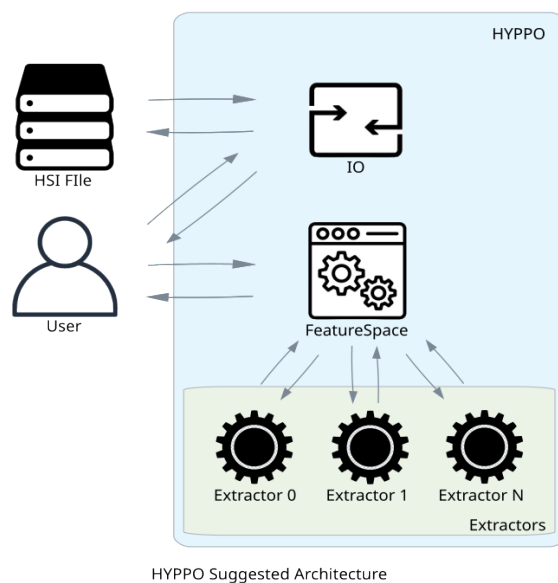 HYPPO
HSI FIle
IO
User
FeatureSpace
Extractor 0
Extractor 1
Extractor N
Extractors
HYPPO Suggested Architecture